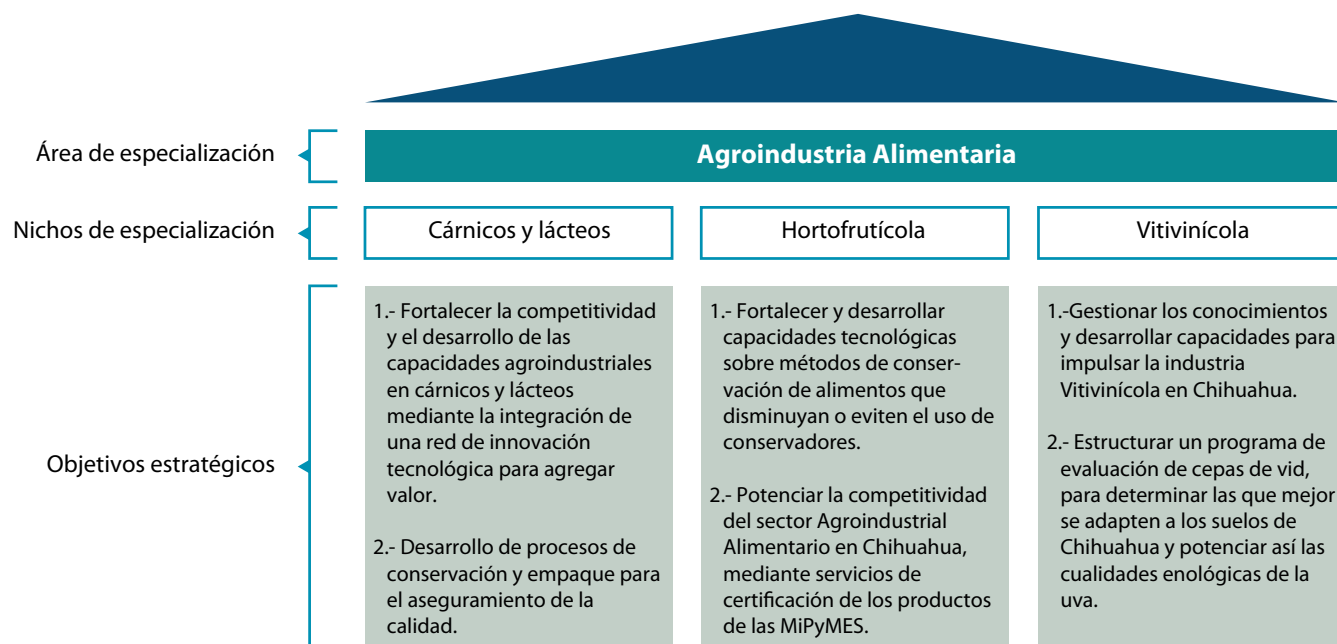 Área de especialización
Agroindustria Alimentaria
Nichos de especialización
Cárnicos y lácteos
Hortofrutícola
Vitivinícola
Objetivos estratégicos
1.- Fortalecer la competitividad
y el desarrollo de las
capacidades agroindustriales
en cárnicos y lácteos
mediante la integración de
una red de innovación
tecnológica para agregar
valor.
2.- Desarrollo de procesos de
conservación y empaque para
el aseguramiento de la
calidad.
1.- Fortalecer y desarrollar
capacidades tecnológicas
sobre métodos de conser-
vación de alimentos que
disminuyan o eviten el uso de
conservadores.
2.- Potenciar la competitividad
del sector Agroindustrial
Alimentario en Chihuahua,
mediante servicios de
certificación de los productos
de las MiPyMES.
1.-Gestionar los conocimientos
y desarrollar capacidades para
impulsar la industria
Vitivinícola en Chihuahua.
2.- Estructurar un programa de
evaluación de cepas de vid,
para determinar las que mejor
se adapten a los suelos de
Chihuahua y potenciar así las
cualidades enológicas de la
uva.